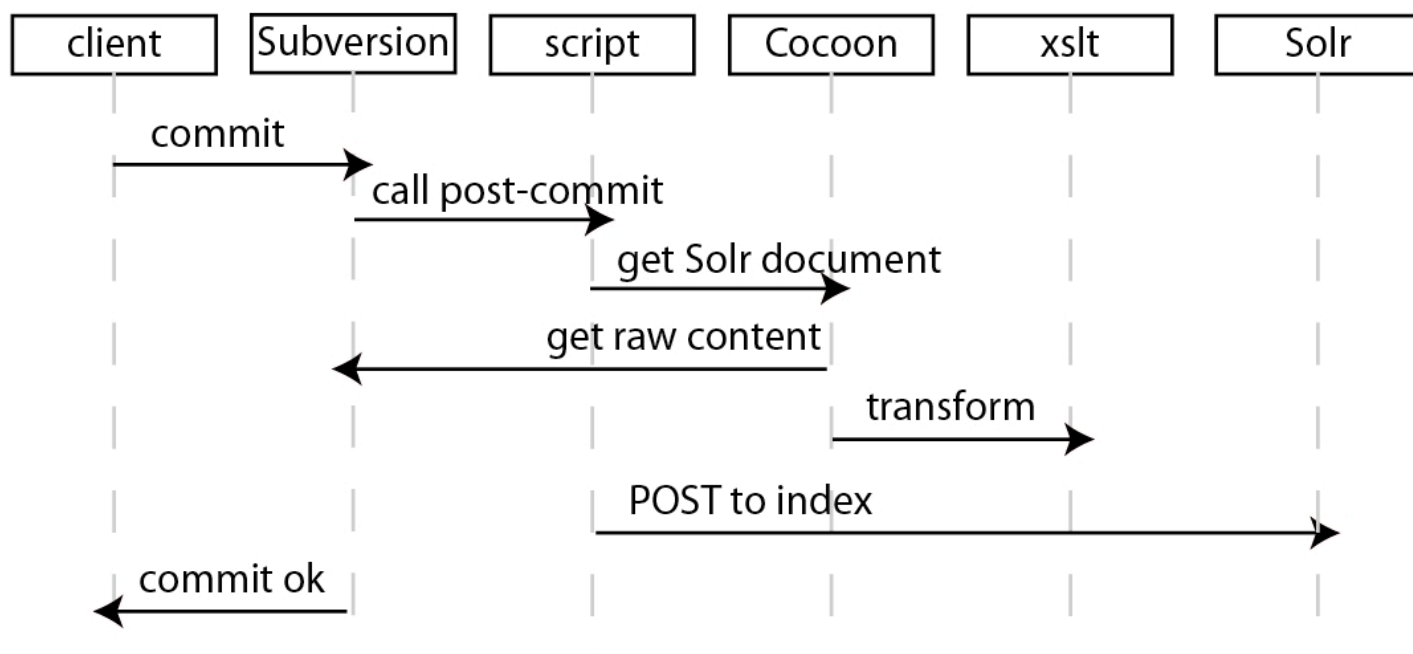 client
Subversion
script
Cocoon
xslt
Solr
commit
call post-commit
get Solr document
get raw content
transform
POST to index
commit ok